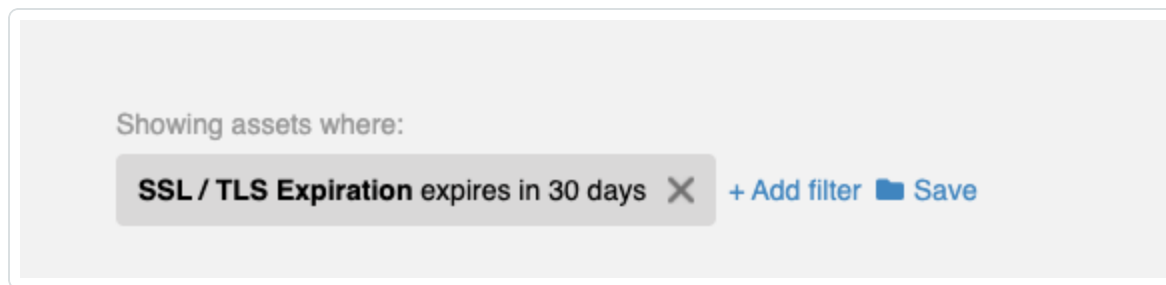 Showing assets where:
SSL / TLS Expiration expires in 30 days + Add filter Save